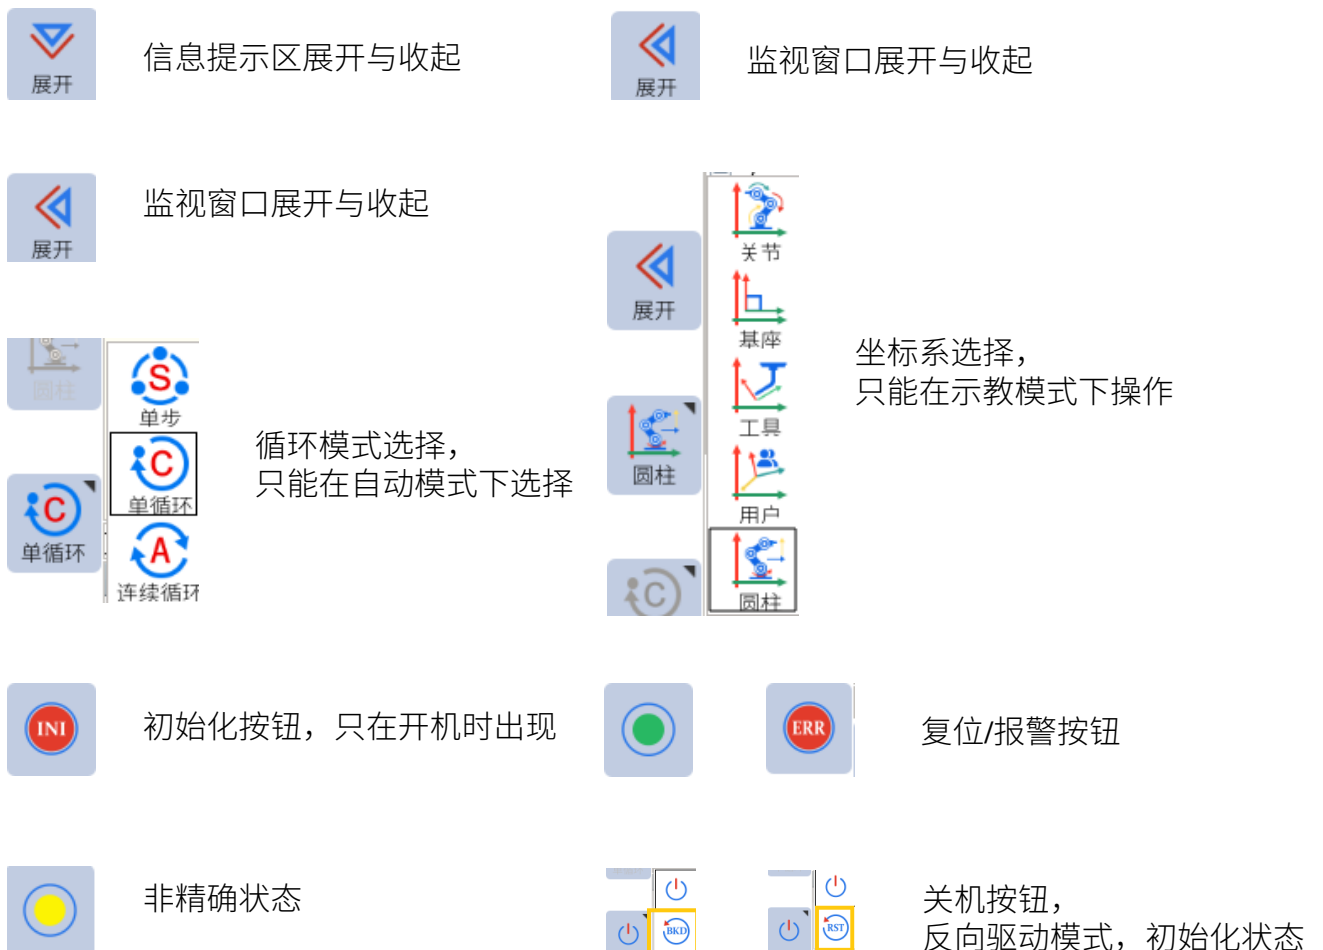 展开
信息提示区展开与收起
展开
监视窗口展开与收起
展开
监视窗口展开与收起
圆柱
S
单步
C
单循环
C
单循环
A
连续循环
循环模式选择，
只能在自动模式下选择
展开
圆柱
C
关节
基座
工具
用户
圆柱
坐标系选择，
只能在示教模式下操作
INI
初始化按钮，只在开机时出现
ERR
复位/报警按钮
非精确状态
BKD
RST
关机按钮，
反向驱动模式，初始化状态